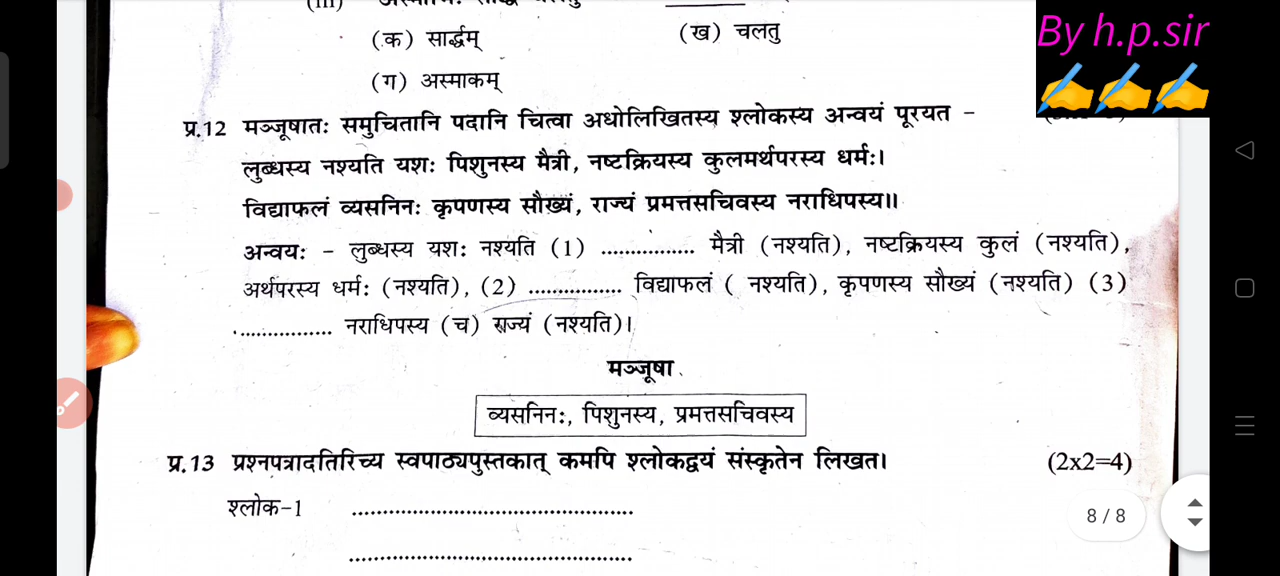 (iii)
By h.p.sir
(क) सार्द्धम् (ख) चलतु
(ग) अस्माकम्
प्र.12 मञ्जूषातः समुचितानि पदानि चित्वा अधोलिखितस्य श्लोकस्य अन्वयं पूरयत -
लुब्धस्य नश्यति यशः पिशुनस्य मैत्री, नष्टक्रियस्य कुलमर्थपरस्य धर्मः।
विद्याफलं व्यसनिनः कृपणस्य सौख्यं, राज्यं प्रमत्तसचिवस्य नराधिपस्य॥
अन्वयः - लुब्धस्य यशः नश्यति (1) ................ मैत्री (नश्यति), नष्टक्रियस्य कुलं (नश्यति),
अर्थपरस्य धर्मः (नश्यति), (2) ................ विद्याफलं ( नश्यति), कृपणस्य सौख्यं (नश्यति) (3)
................ नराधिपस्य (च) राज्यं (नश्यति)।
मञ्जूषा
व्यसनिनः, पिशुनस्य, प्रमत्तसचिवस्य
प्र.13 प्रश्नपत्रादतिरिच्य स्वपाठ्यपुस्तकात् कमपि श्लोकद्वयं संस्कृतेन लिखत। (2x2=4)
श्लोक-1 ................................................
................................................
8 / 8